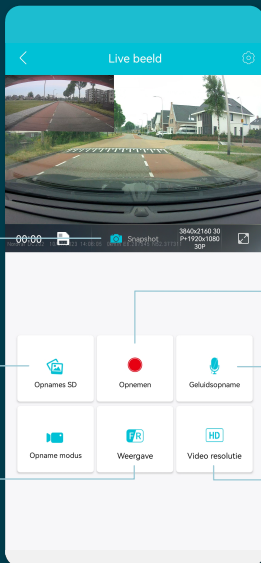 Live beeld
00:00
Snapshot
3840x2160 30
P+1920x1080
30P
Opnames SD
Opnemen
Geluidsopname
Opname modus
FR
Weergave
HD
Video resolutie